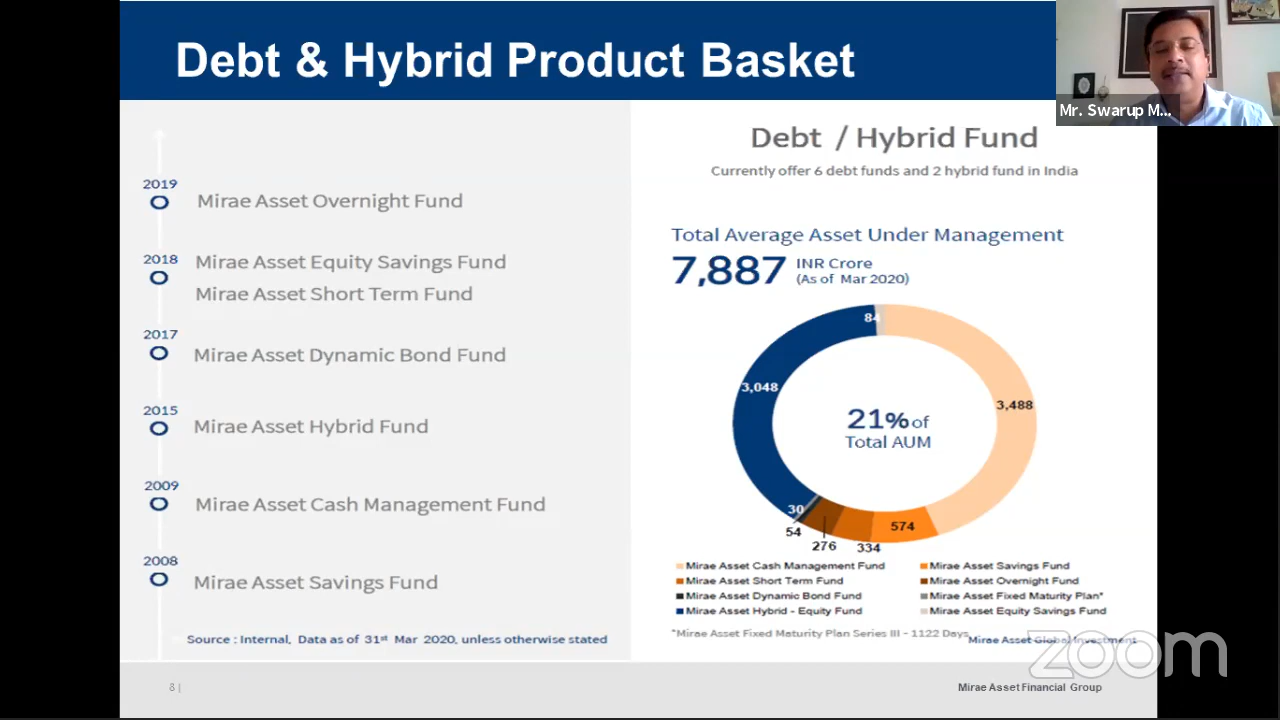 Debt & Hybrid Product Basket
Mr. Swarup M...
2019
Mirae Asset Overnight Fund
2018
Mirae Asset Equity Savings Fund
Mirae Asset Short Term Fund
2017
Mirae Asset Dynamic Bond Fund
2015
Mirae Asset Hybrid Fund
2009
Mirae Asset Cash Management Fund
2008
Mirae Asset Savings Fund
Source : Internal, Data as of 31st Mar 2020, unless otherwise stated
Debt / Hybrid Fund
Currently offer 6 debt funds and 2 hybrid fund in India
Total Average Asset Under Management
7,887 INR Crore
(As of Mar 2020)
84
3,048
3,488
21% of
Total AUM
30
54
276
334
574
Mirae Asset Cash Management Fund
Mirae Asset Savings Fund
Mirae Asset Short Term Fund
Mirae Asset Overnight Fund
Mirae Asset Dynamic Bond Fund
Mirae Asset Fixed Maturity Plan*
Mirae Asset Hybrid - Equity Fund
Mirae Asset Equity Savings Fund
*Mirae Asset Fixed Maturity Plan Series III - 1122 Days
Mirae Asset Global Investment
zoom
8 |
Mirae Asset Financial Group